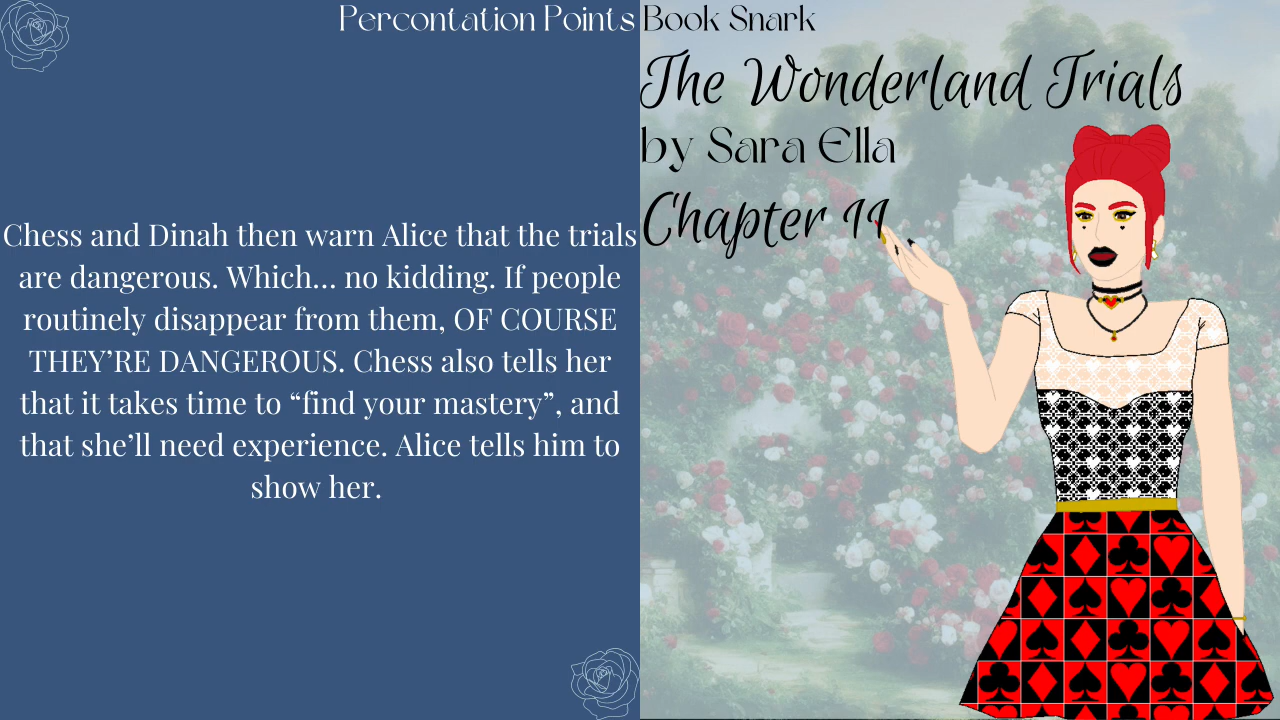 Percontation Points Book Snark
The Wonderland Trials
by Sara Ella
Chapter 11
Chess and Dinah then warn Alice that the trials
are dangerous. Which... no kidding. If people
routinely disappear from them, OF COURSE
THEY’RE DANGEROUS. Chess also tells her
that it takes time to “find your mastery”, and
that she’ll need experience. Alice tells him to
show her.